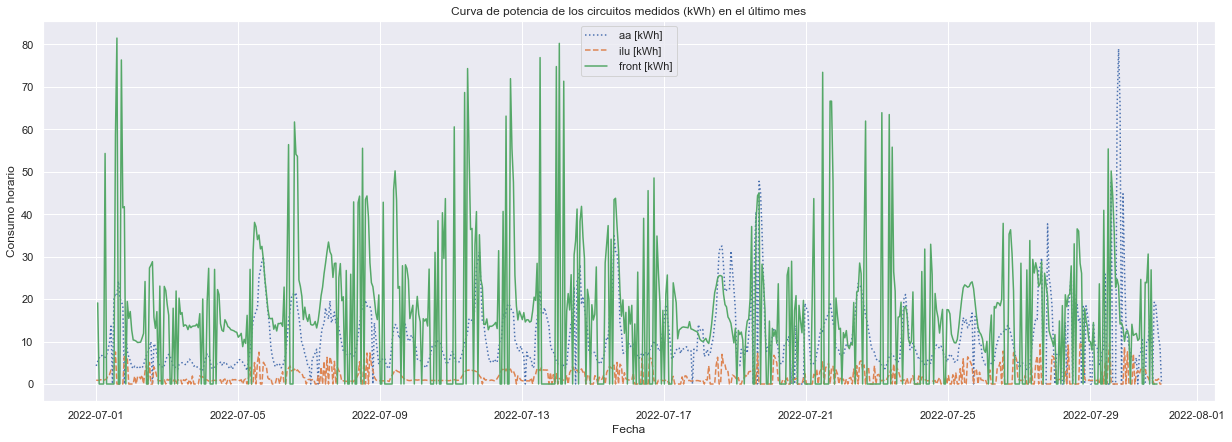 Curva de potencia de los circuitos medidos (kWh) en el último mes
aa [kWh]
ilu [kWh]
front [kWh]
Consumo horario
80
70
60
50
40
30
20
10
0
2022-07-01 2022-07-05 2022-07-09 2022-07-13 2022-07-17 2022-07-21 2022-07-25 2022-07-29 2022-08-01
Fecha